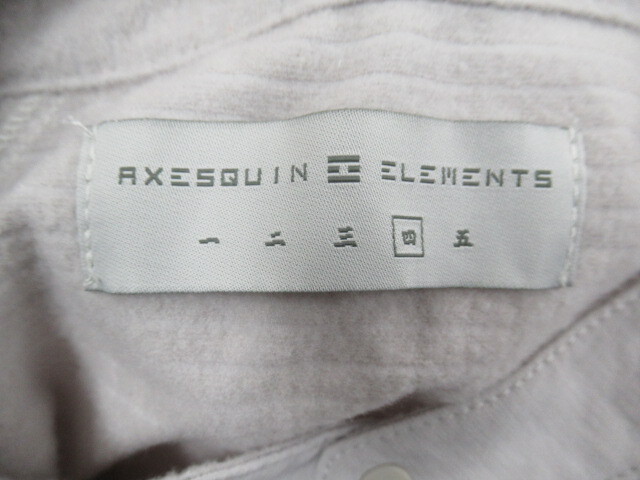 AXESQUIN ELEMENTS
一 二 三 四 五